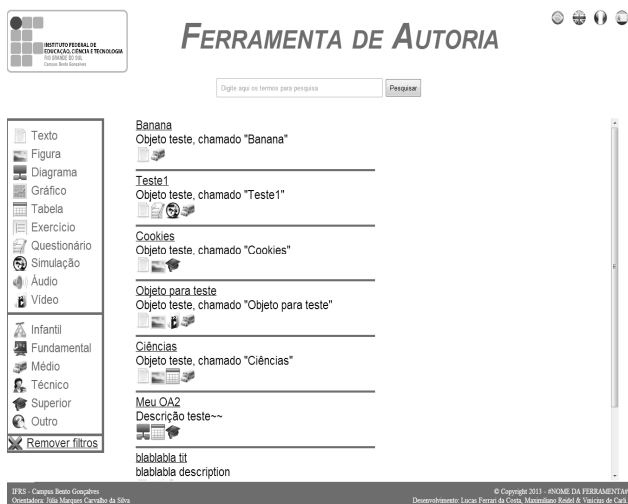 INSTITUTO FEDERAL DE
EDUCAÇÃO, CIÊNCIA E TECNOLOGIA
RIO GRANDE DO SUL
Campus Bento Gonçalves
FERRAMENTA DE AUTORIA
Digite aqui os termos para pesquisa
Pesquisar
Texto
Figura
Diagrama
Gráfico
Tabela
Exercício
Questionário
Simulação
Áudio
Vídeo
Infantil
Fundamental
Médio
Técnico
Superior
Outro
Remover filtros
Banana
Objeto teste, chamado "Banana"
Teste1
Objeto teste, chamado "Teste1"
Cookies
Objeto teste, chamado "Cookies"
Objeto para teste
Objeto teste, chamado "Objeto para teste"
Ciências
Objeto teste, chamado "Ciências"
Meu OA2
Descrição teste~~
blablabla tit
blablabla description
IFRS - Campus Bento Gonçalves
Orientadora: Júlia Marques Carvalho da Silva
© Copyright 2013 - #NOME DA FERRAMENTA#
Desenvolvimento: Lucas Ferrari da Costa, Maximiliano Redel & Vinicius de Carli